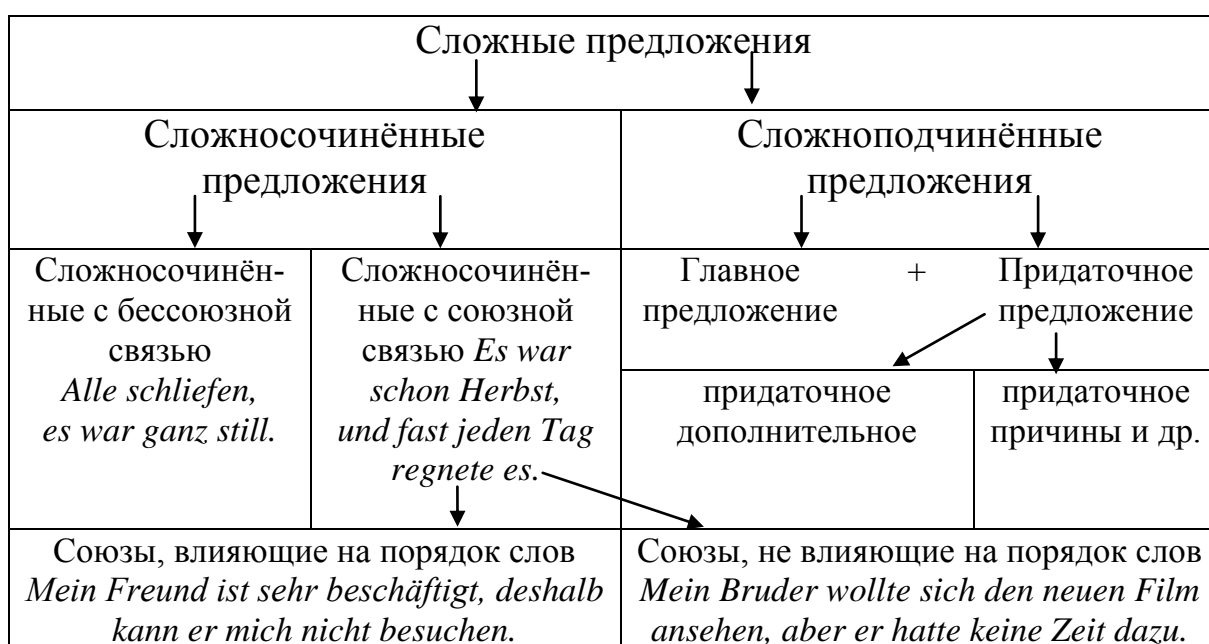 Сложные предложения
Сложносочинённые
предложения
Сложноподчинённые
предложения
Сложносочинён-
ные с бессоюзной
связью
Alle schliefen,
es war ganz still.
Сложносочинён-
ные с союзной
связью Es war
schon Herbst,
und fast jeden Tag
regnete es.
Главное + Придаточное
предложение предложение
придаточное
дополнительное
придаточное
причины и др.
Союзы, влияющие на порядок слов
Mein Freund ist sehr beschäftigt, deshalb
kann er mich nicht besuchen.
Союзы, не влияющие на порядок слов
Mein Bruder wollte sich den neuen Film
ansehen, aber er hatte keine Zeit dazu.